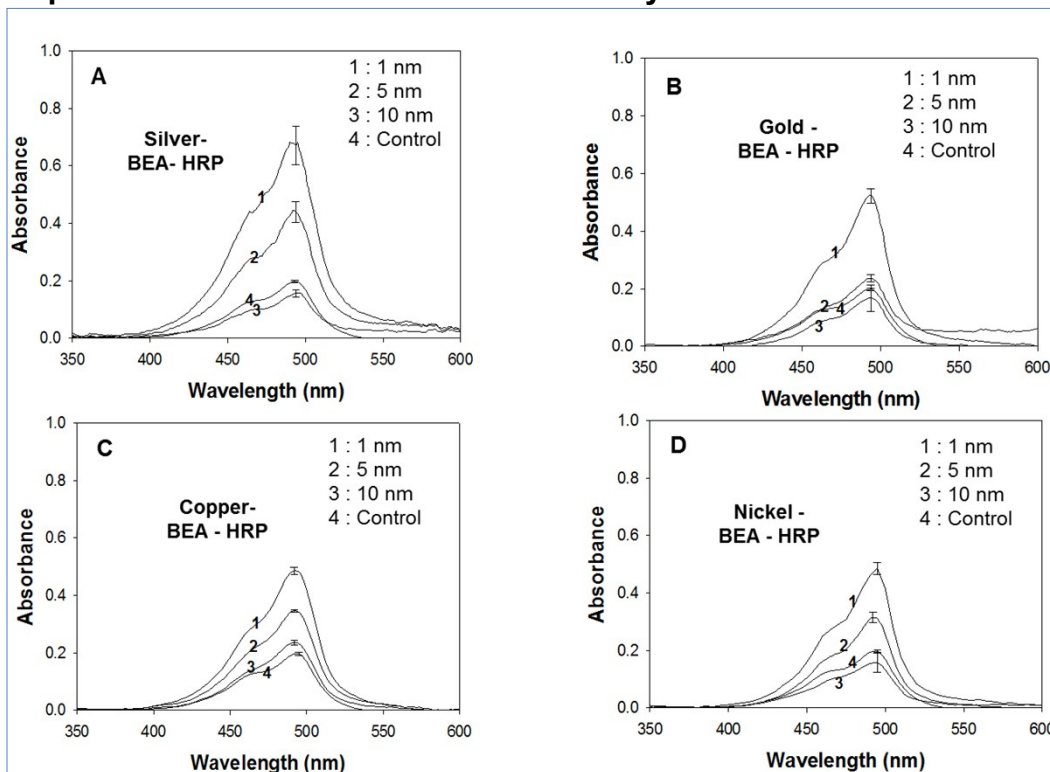 A
Silver-
BEA- HRP
1 : 1 nm
2 : 5 nm
3 : 10 nm
4 : Control
1
2
4
3
Absorbance
1.0
0.8
0.6
0.4
0.2
0.0
350 400 450 500 550 600
Wavelength (nm)
B
Gold -
BEA - HRP
1 : 1 nm
2 : 5 nm
3 : 10 nm
4 : Control
1
2
4
3
Absorbance
1.0
0.8
0.6
0.4
0.2
0.0
350 400 450 500 550 600
Wavelength (nm)
C
Copper-
BEA - HRP
1 : 1 nm
2 : 5 nm
3 : 10 nm
4 : Control
1
2
3
4
Absorbance
1.0
0.8
0.6
0.4
0.2
0.0
350 400 450 500 550 600
Wavelength (nm)
D
Nickel -
BEA - HRP
1 : 1 nm
2 : 5 nm
3 : 10 nm
4 : Control
1
2
4
3
Absorbance
1.0
0.8
0.6
0.4
0.2
0.0
350 400 450 500 550 600
Wavelength (nm)